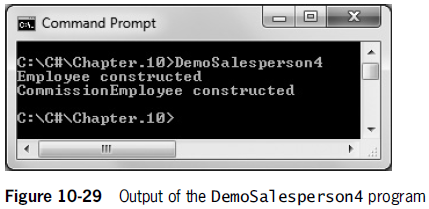 Command Prompt
C:\C#\Chapter.10>DemoSalesperson4
Employee constructed
CommissionEmployee constructed
C:\C#\Chapter.10>
Figure 10-29 Output of the DemoSalesperson4 program